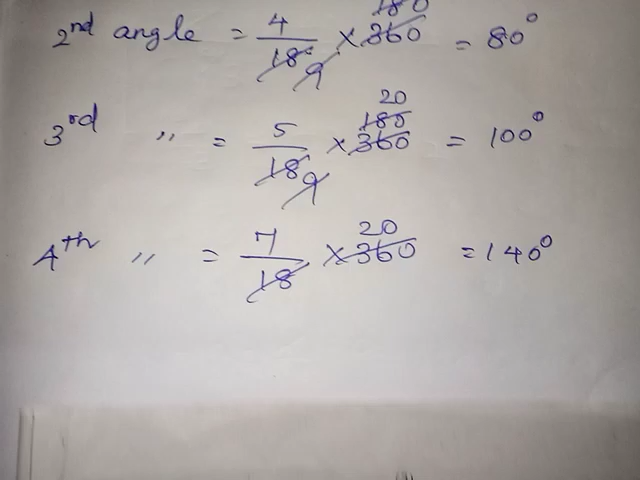 2nd angle = 4/18 9 × 360 180 = 80°
3rd " = 5/18 9 × 360 180 20 = 100°
4th " = 7/18 × 360 20 = 140°